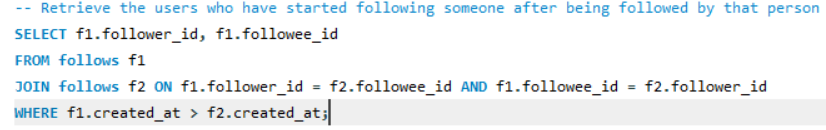 -- Retrieve the users who have started following someone after being followed by that person
SELECT f1.follower_id, f1.followee_id
FROM follows f1
JOIN follows f2 ON f1.follower_id = f2.followee_id AND f1.followee_id = f2.follower_id
WHERE f1.created_at > f2.created_at;